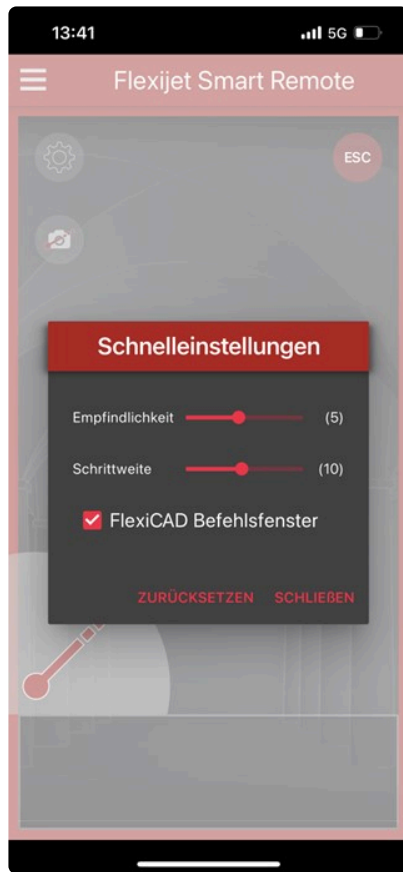 13:41
5G
Flexijet Smart Remote
ESC
Schnelleinstellungen
Empfindlichkeit (5)
Schrittweite (10)
FlexiCAD Befehlsfenster
ZURÜCKSETZEN SCHLIEßEN